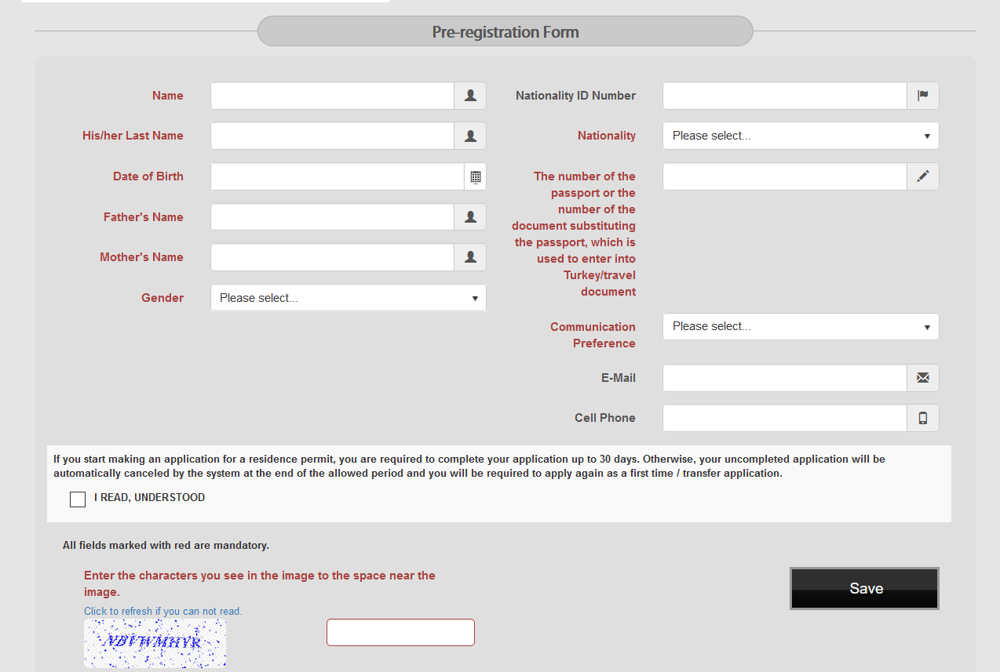 Pre-registration Form
Name
His/her Last Name
Date of Birth
Father's Name
Mother's Name
Gender
Please select...
Nationality ID Number
Nationality
Please select...
The number of the
passport or the
number of the
document substituting
the passport, which is
used to enter into
Turkey/travel
document
Communication
Preference
Please select...
E-Mail
Cell Phone
If you start making an application for a residence permit, you are required to complete your application up to 30 days. Otherwise, your uncompleted application will be
automatically canceled by the system at the end of the allowed period and you will be required to apply again as a first time / transfer application.
I READ, UNDERSTOOD
All fields marked with red are mandatory.
Enter the characters you see in the image to the space near the
image.
Click to refresh if you can not read.
Save